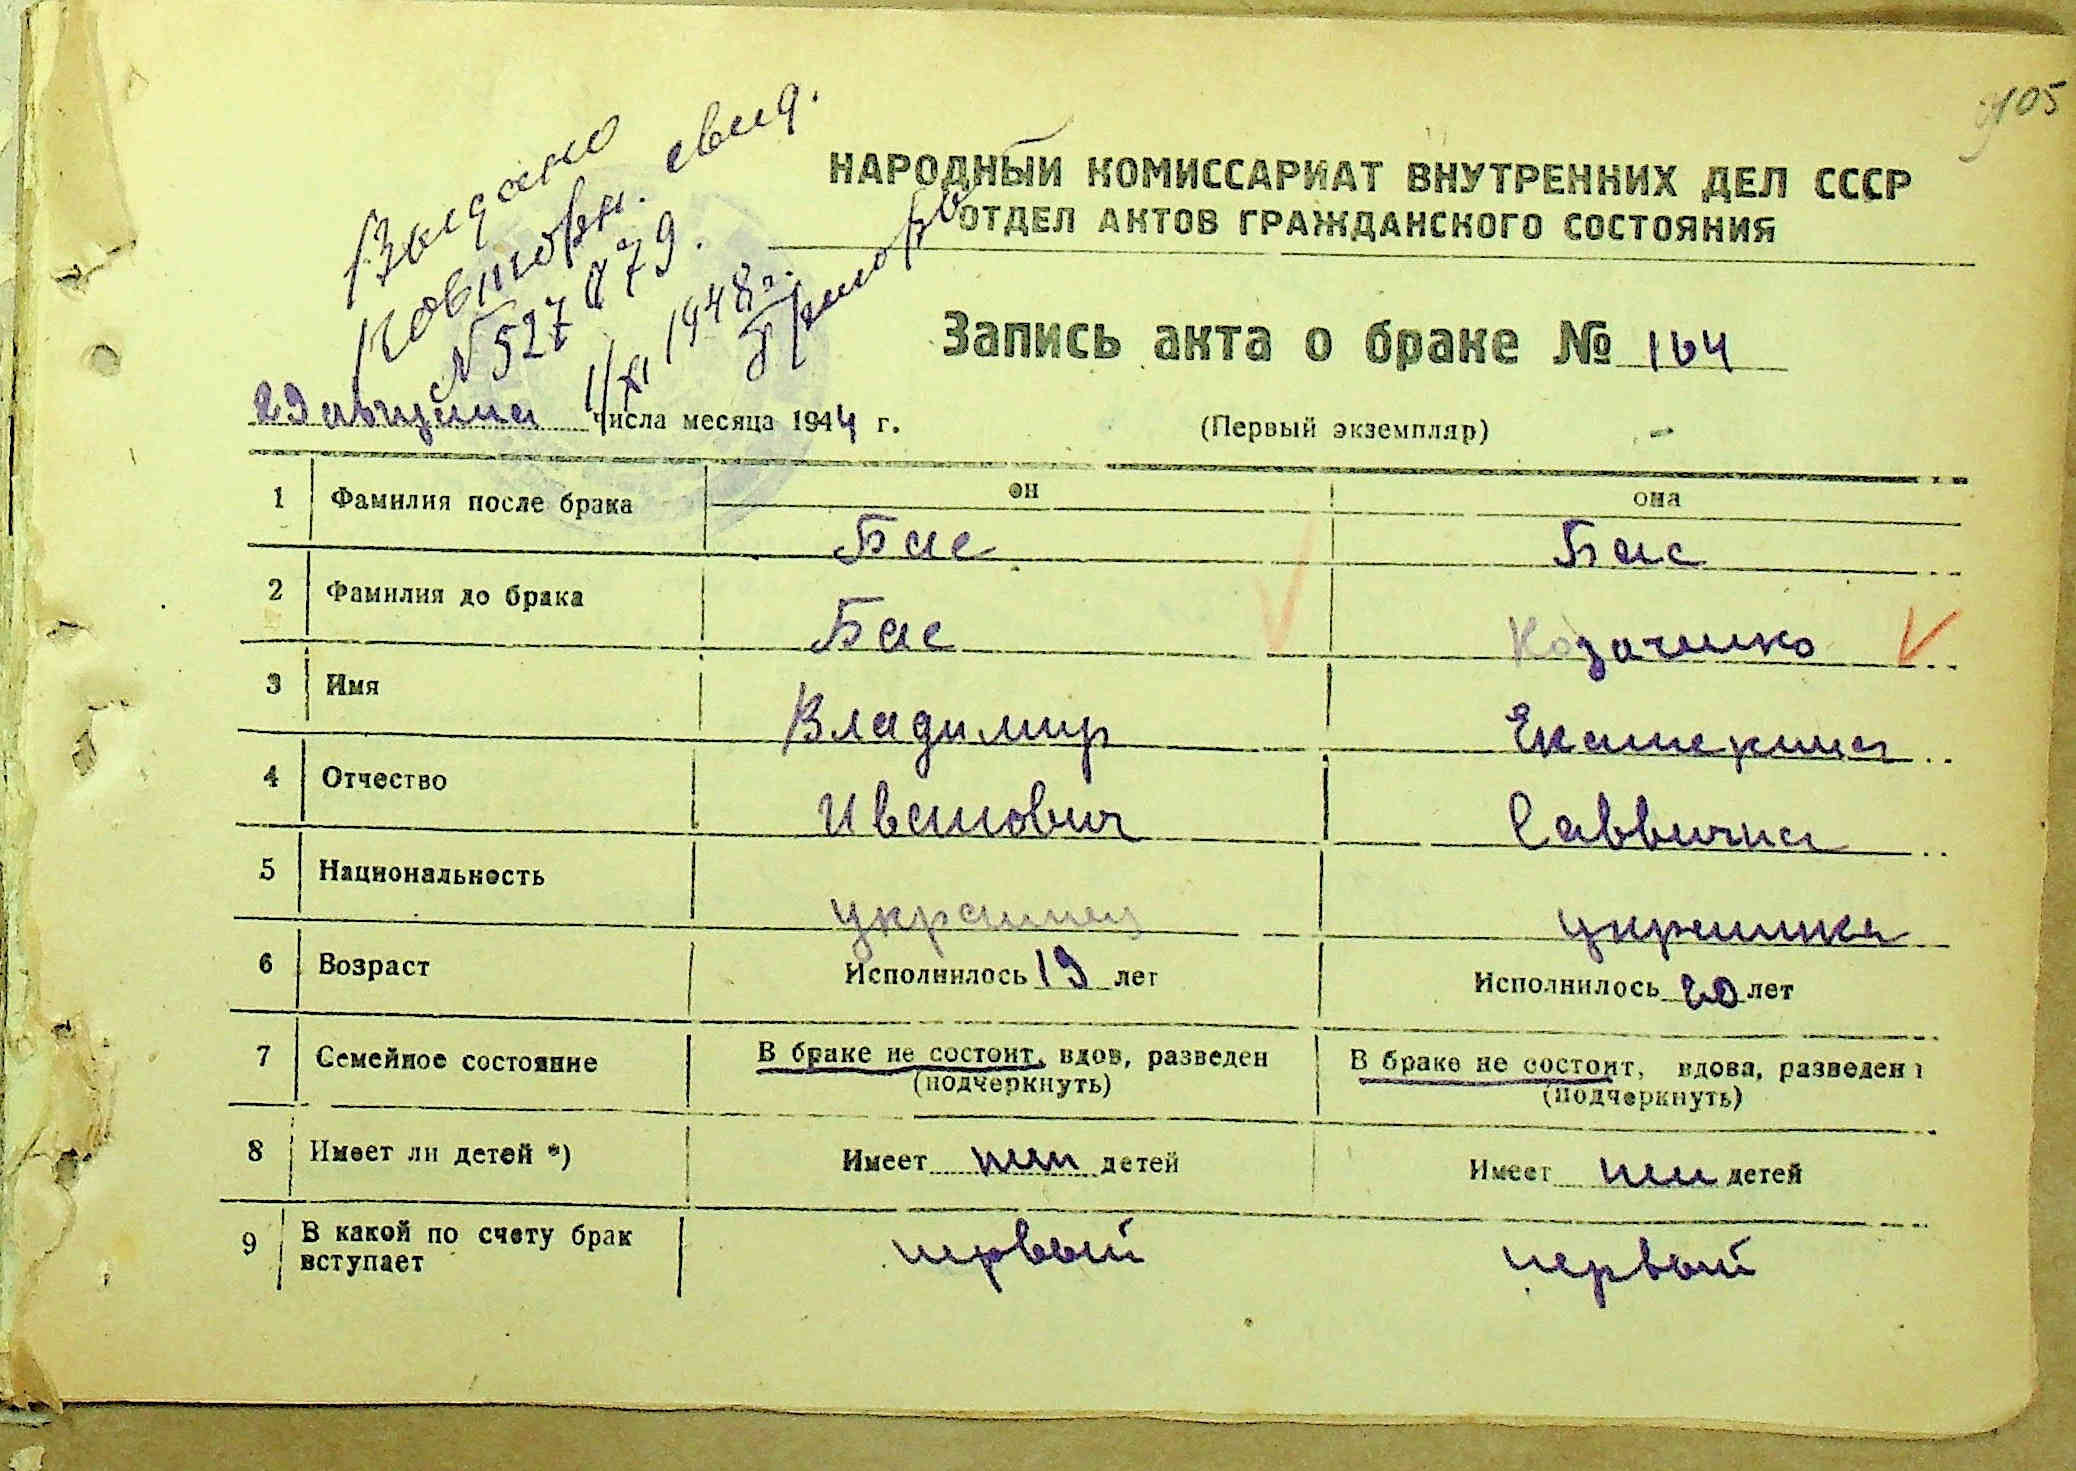 105
Выдано
повторн. свид.
№ 527879.
1/XI 1948 г.
НАРОДНЫЙ КОМИССАРИАТ ВНУТРЕННИХ ДЕЛ СССР
ОТДЕЛ АКТОВ ГРАЖДАНСКОГО СОСТОЯНИЯ
Запись акта о браке № 164
29 августа числа месяца 1944 г. (Первый экземпляр)
он она
1 Фамилия после брака Бас Бас
2 Фамилия до брака Бас Козаченко
3 Имя Владимир Екатерина
4 Отчество Иванович Саввична
5 Национальность украинец украинка
6 Возраст Исполнилось 19 лет Исполнилось 20 лет
7 Семейное состояние В браке не состоит, вдов, разведен В браке не состоит, вдова, разведен
(подчеркнуть) (подчеркнуть)
8 Имеет ли детей *) Имеет нет детей Имеет нет детей
9 В какой по счету брак первый первый
вступает